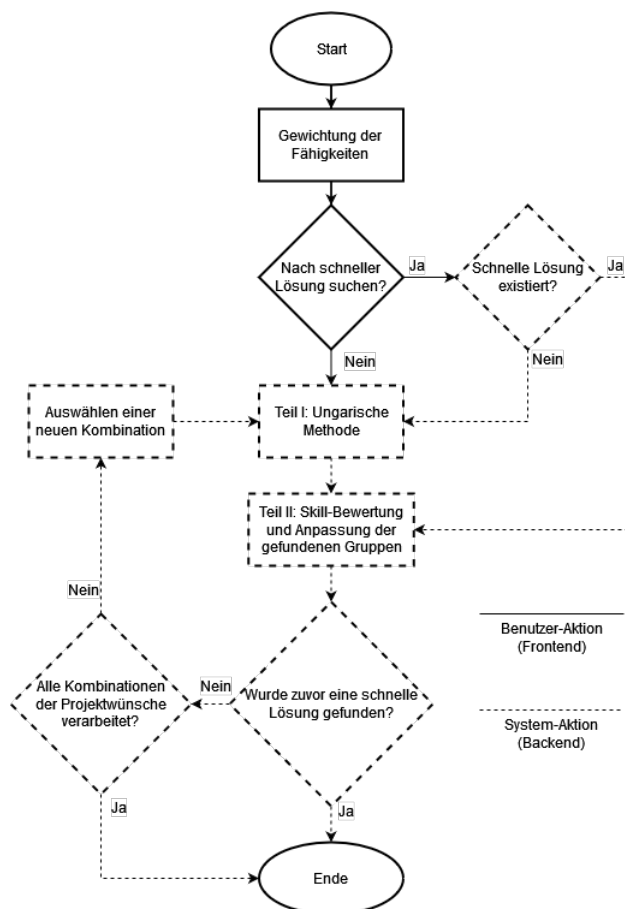 Start
Gewichtung der
Fähigkeiten
Nach schneller
Lösung suchen?
Ja
Schnelle Lösung
existiert?
Ja
Nein
Nein
Auswählen einer
neuen Kombination
Teil I: Ungarische
Methode
Teil II: Skill-Bewertung
und Anpassung der
gefundenen Gruppen
Nein
Benutzer-Aktion
(Frontend)
Alle Kombinationen
der Projektwünsche
verarbeitet?
Nein
Wurde zuvor eine schnelle
Lösung gefunden?
System-Aktion
(Backend)
Ja
Ja
Ende